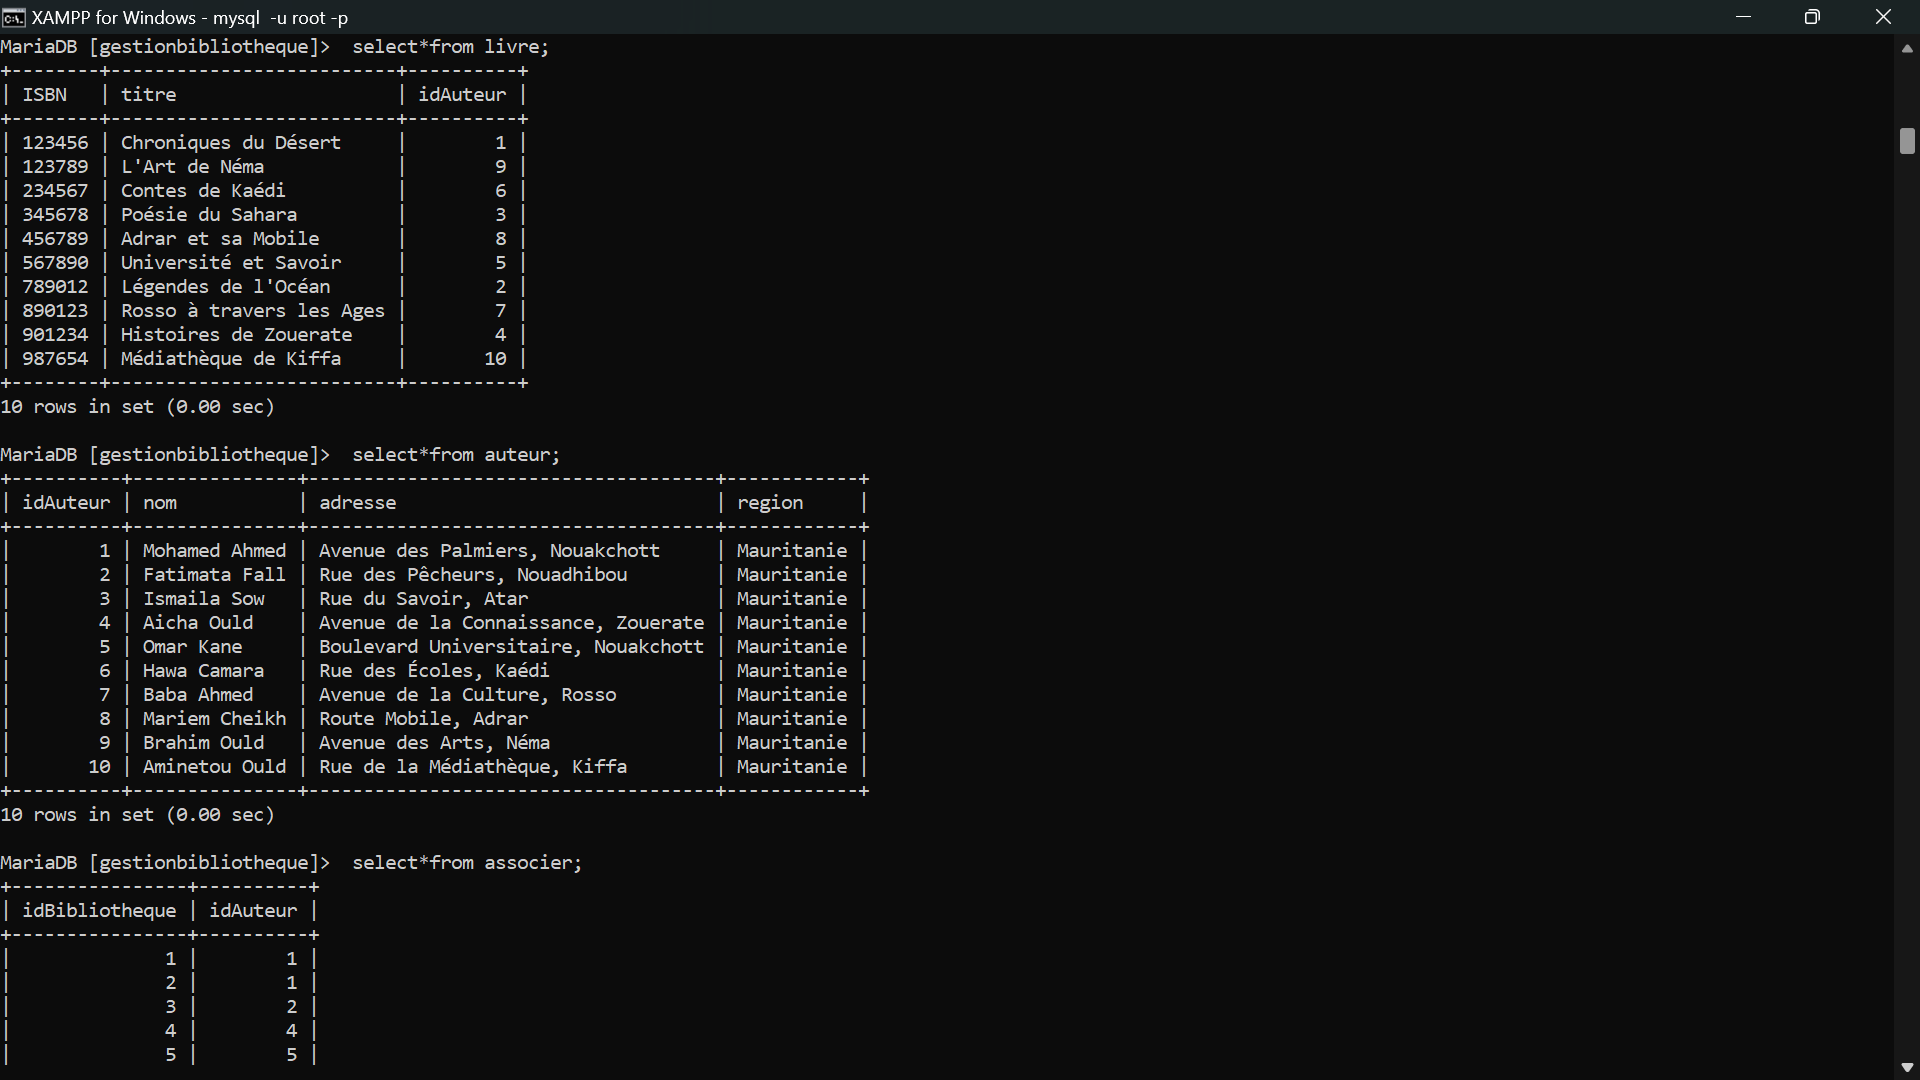 XAMPP for Windows - mysql  -u root -p
MariaDB [gestionbibliotheque]>  select*from livre;
+--------+--------------------------+----------+
| ISBN   | titre                    | idAuteur |
+--------+--------------------------+----------+
| 123456 | Chroniques du Désert     |        1 |
| 123789 | L'Art de Néma            |        9 |
| 234567 | Contes de Kaédi          |        6 |
| 345678 | Poésie du Sahara         |        3 |
| 456789 | Adrar et sa Mobile       |        8 |
| 567890 | Université et Savoir     |        5 |
| 789012 | Légendes de l'Océan      |        2 |
| 890123 | Rosso à travers les Ages |        7 |
| 901234 | Histoires de Zouerate    |        4 |
| 987654 | Médiathèque de Kiffa     |       10 |
+--------+--------------------------+----------+
10 rows in set (0.00 sec)

MariaDB [gestionbibliotheque]>  select*from auteur;
+----------+---------------+-------------------------------------+------------+
| idAuteur | nom           | adresse                             | region     |
+----------+---------------+-------------------------------------+------------+
|        1 | Mohamed Ahmed | Avenue des Palmiers, Nouakchott     | Mauritanie |
|        2 | Fatimata Fall | Rue des Pêcheurs, Nouadhibou        | Mauritanie |
|        3 | Ismaila Sow   | Rue du Savoir, Atar                 | Mauritanie |
|        4 | Aicha Ould    | Avenue de la Connaissance, Zouerate | Mauritanie |
|        5 | Omar Kane     | Boulevard Universitaire, Nouakchott | Mauritanie |
|        6 | Hawa Camara   | Rue des Écoles, Kaédi               | Mauritanie |
|        7 | Baba Ahmed    | Avenue de la Culture, Rosso         | Mauritanie |
|        8 | Mariem Cheikh | Route Mobile, Adrar                 | Mauritanie |
|        9 | Brahim Ould   | Avenue des Arts, Néma               | Mauritanie |
|       10 | Aminetou Ould | Rue de la Médiathèque, Kiffa        | Mauritanie |
+----------+---------------+-------------------------------------+------------+
10 rows in set (0.00 sec)

MariaDB [gestionbibliotheque]>  select*from associer;
+----------------+----------+
| idBibliotheque | idAuteur |
+----------------+----------+
|              1 |        1 |
|              2 |        1 |
|              3 |        2 |
|              4 |        4 |
|              5 |        5 |